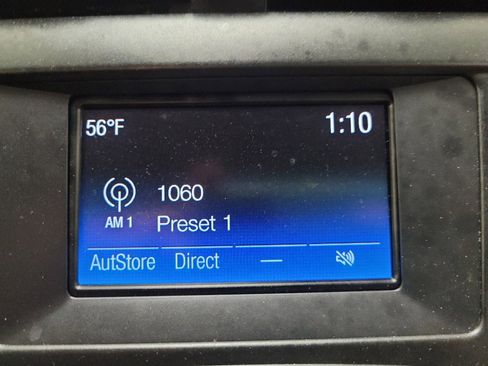 56°F 1:10
1060
AM 1 Preset 1
AutStore Direct —